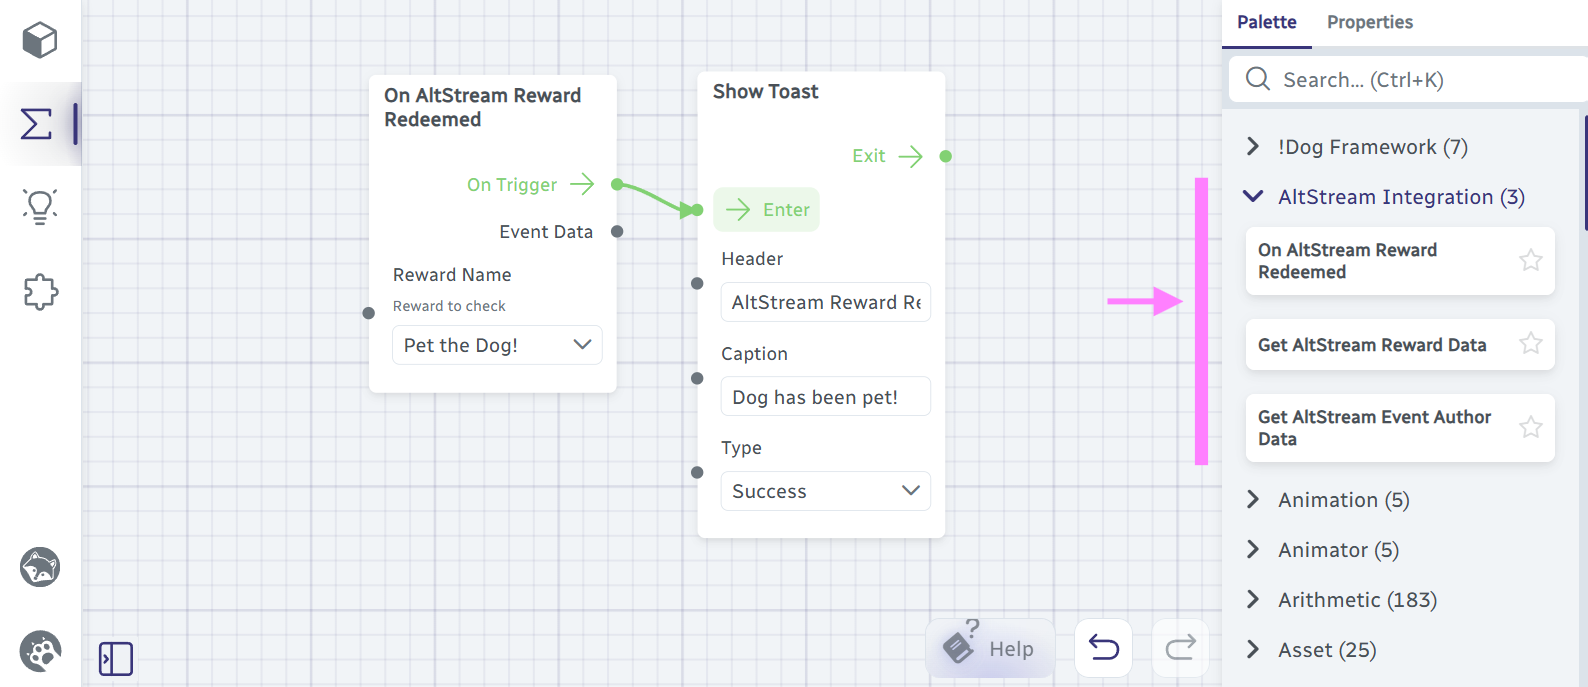 On AltStream Reward
Redeemed
On Trigger
Event Data
Reward Name
Reward to check
Pet the Dog!
Show Toast
Exit
Enter
Header
AltStream Reward Re
Caption
Dog has been pet!
Type
Success
? Help
Palette Properties
Search... (Ctrl+K)
!Dog Framework (7)
AltStream Integration (3)
On AltStream Reward
Redeemed
Get AltStream Reward Data
Get AltStream Event Author
Data
Animation (5)
Animator (5)
Arithmetic (183)
Asset (25)